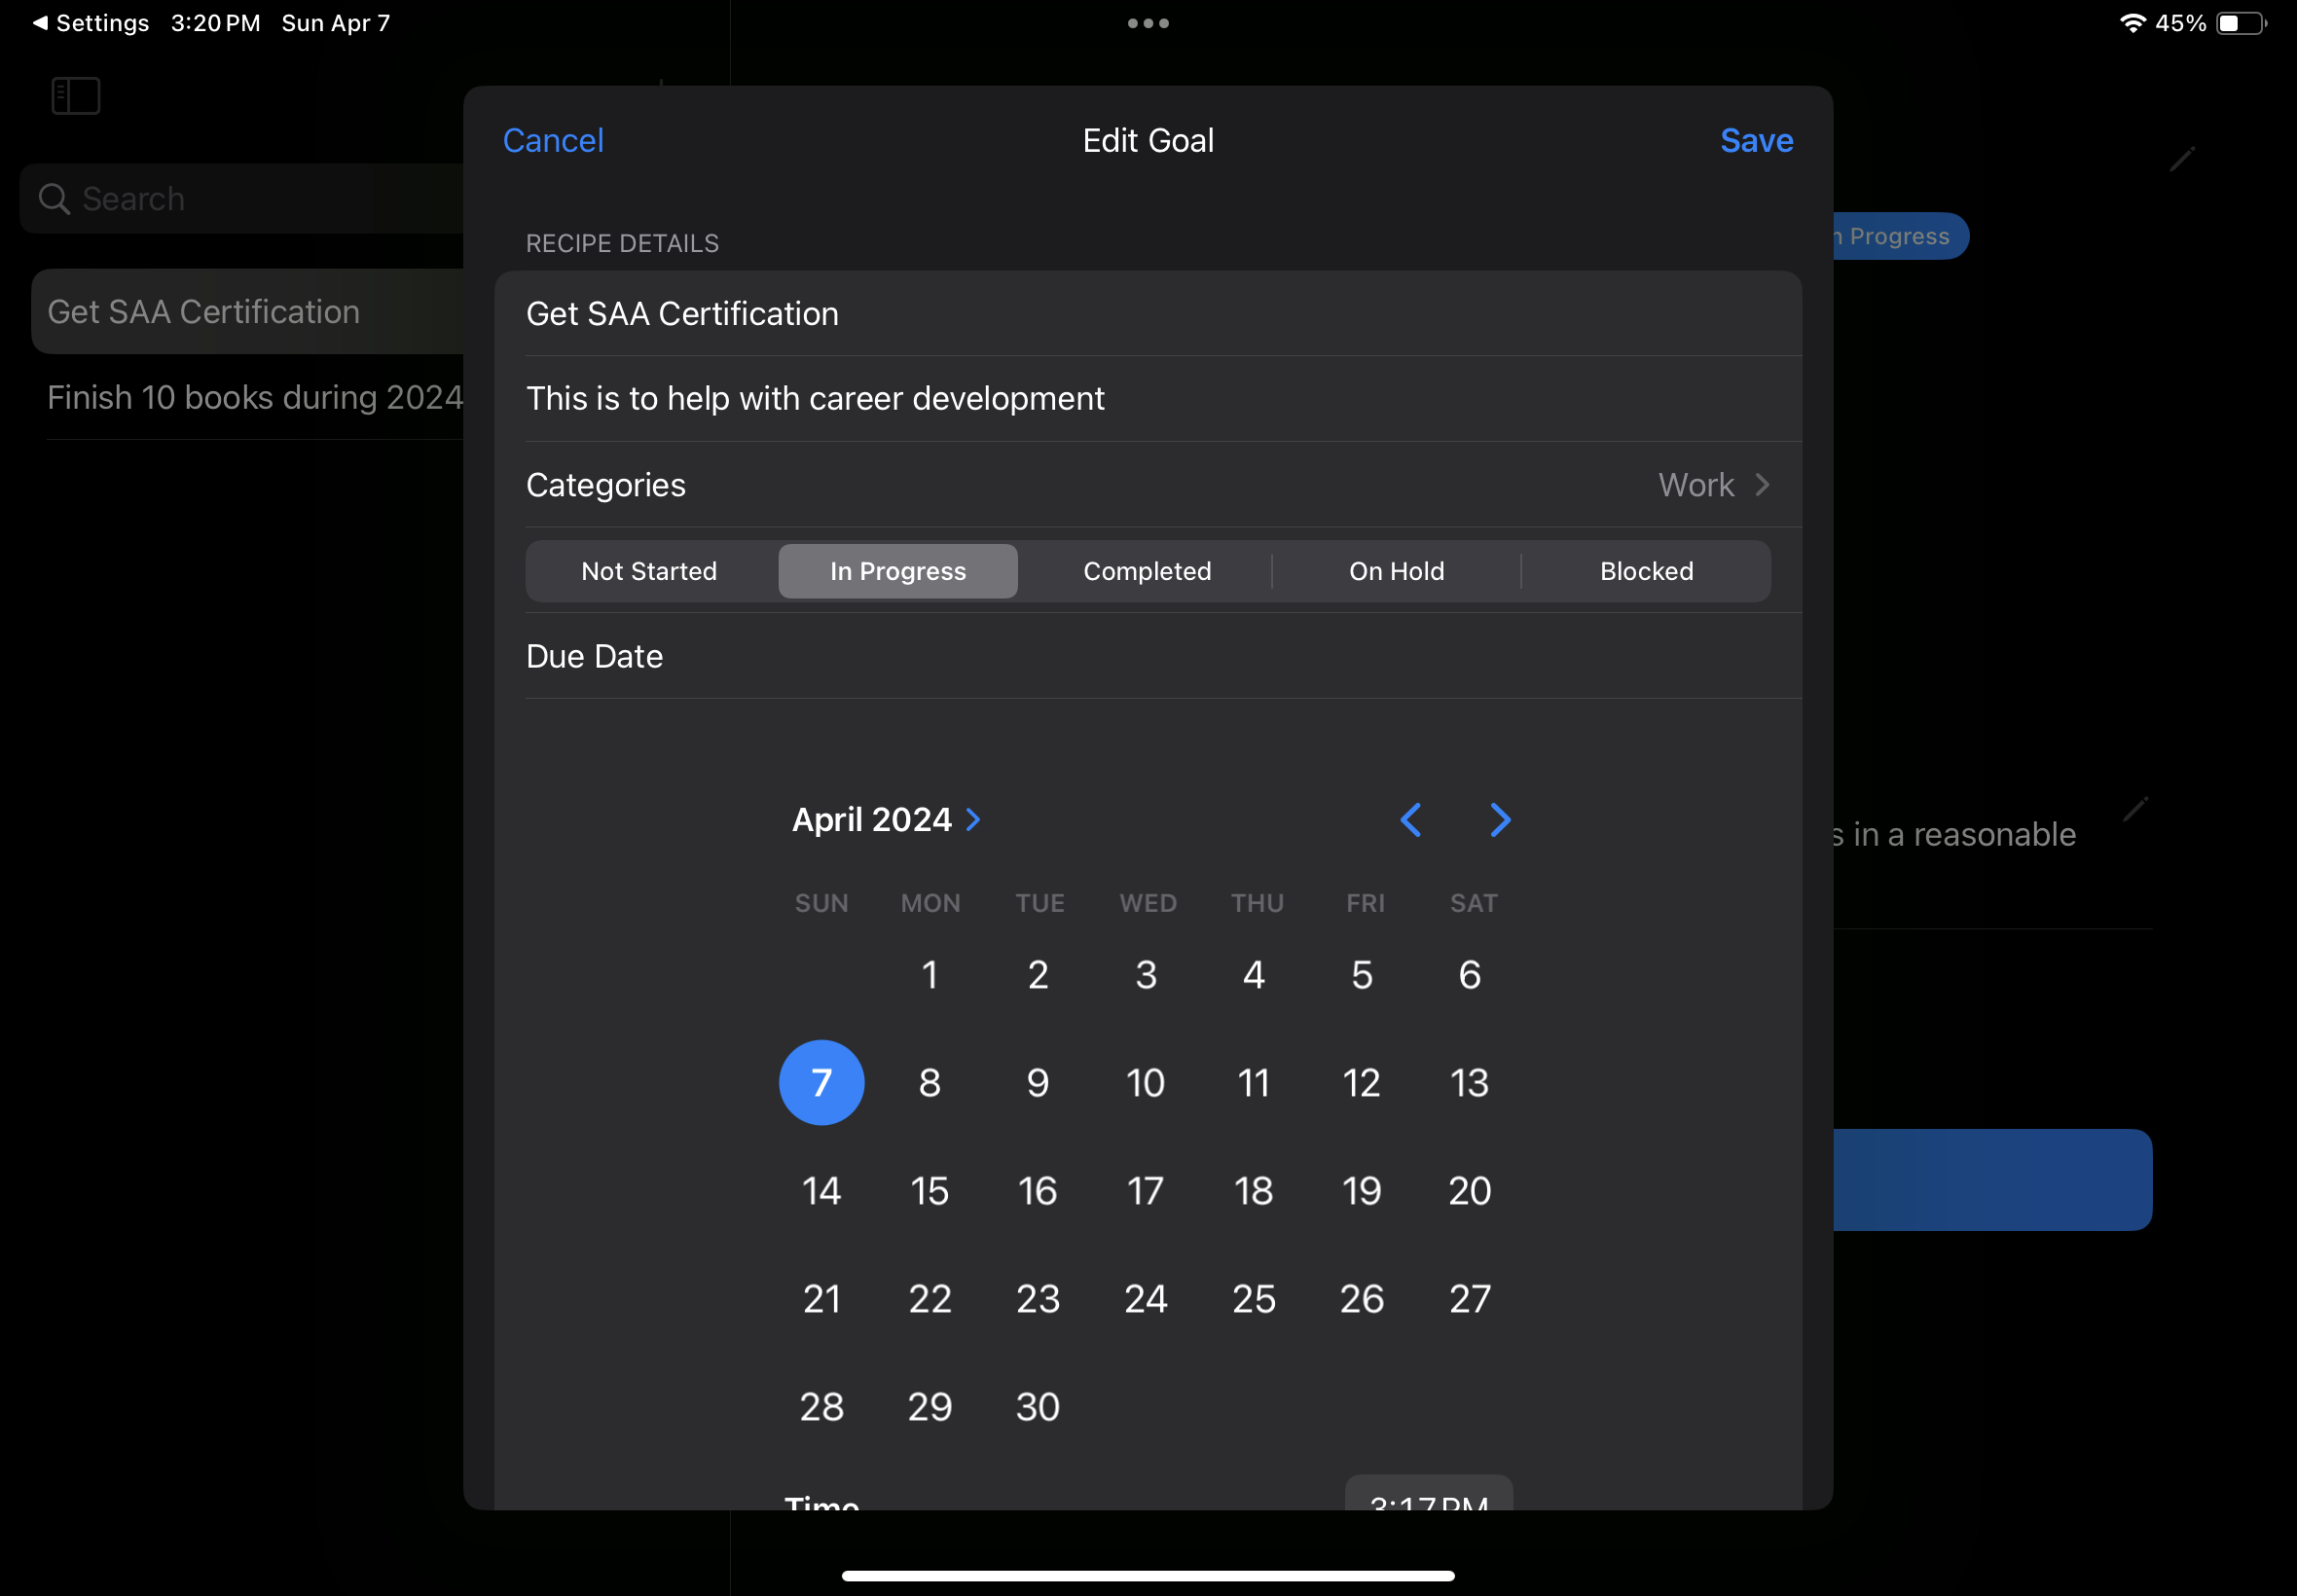 Settings 3:20 PM Sun Apr 7
45%
Search
Get SAA Certification
Finish 10 books during 2024
Cancel Edit Goal Save
RECIPE DETAILS
Get SAA Certification
This is to help with career development
Categories Work
Not Started In Progress Completed On Hold Blocked
Due Date
April 2024
SUN MON TUE WED THU FRI SAT
1 2 3 4 5 6
7 8 9 10 11 12 13
14 15 16 17 18 19 20
21 22 23 24 25 26 27
28 29 30
Time 3:17 PM
n Progress
s in a reasonable